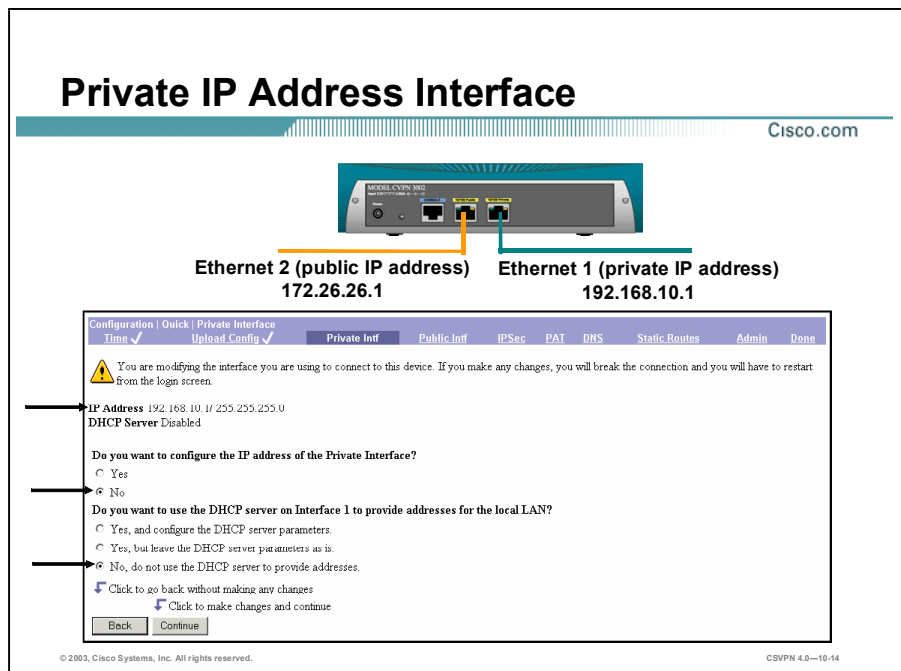 Private IP Address Interface
Cisco.com
MODEL CVPN 3002
Power
CONSOLE
10/100 Public
10/100 Private
Ethernet 2 (public IP address)
172.26.26.1
Ethernet 1 (private IP address)
192.168.10.1
Configuration | Quick | Private Interface
Time ✓ Upload Config ✓ Private Intf Public Intf IPSec PAT DNS Static Routes Admin Done
You are modifying the interface you are using to connect to this device. If you make any changes, you will break the connection and you will have to restart
from the login screen.
IP Address 192.168.10.1/ 255.255.255.0
DHCP Server Disabled
Do you want to configure the IP address of the Private Interface?
Yes
No
Do you want to use the DHCP server on Interface 1 to provide addresses for the local LAN?
Yes, and configure the DHCP server parameters.
Yes, but leave the DHCP server parameters as is.
No, do not use the DHCP server to provide addresses.
Click to go back without making any changes
Click to make changes and continue
Back Continue
© 2003, Cisco Systems, Inc. All rights reserved.
CSVPN 4.0—10-14